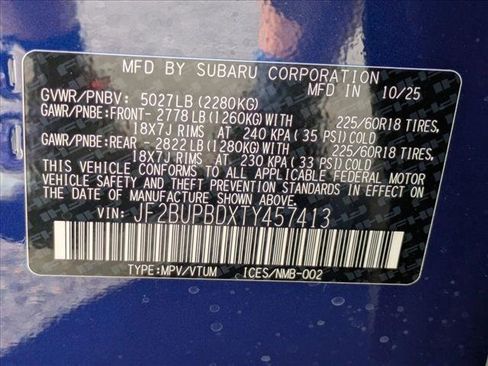 MFD BY SUBARU CORPORATION MFD IN 10/25
GVWR/PNBV: 5027LB (2280KG)
GAWR/PNBE:FRONT- 2778 LB (1260KG) WITH 225/60R18 TIRES,
18X7J RIMS AT 240 KPA (35 PSI) COLD
GAWR/PNBE:REAR - 2822 LB (1280KG) WITH 225/60R18 TIRES,
18X7J RIMS AT 230 KPA (33 PSI) COLD
THIS VEHICLE CONFORMS TO ALL APPLICABLE FEDERAL MOTOR
VEHICLE SAFETY AND THEFT PREVENTION STANDARDS IN EFFECT ON
THE DATE OF MANUFACTURE SHOWN ABOVE.
VIN: JF2BUPBDXTY457413
TYPE:MPV/VTUM ICES/NMB-002